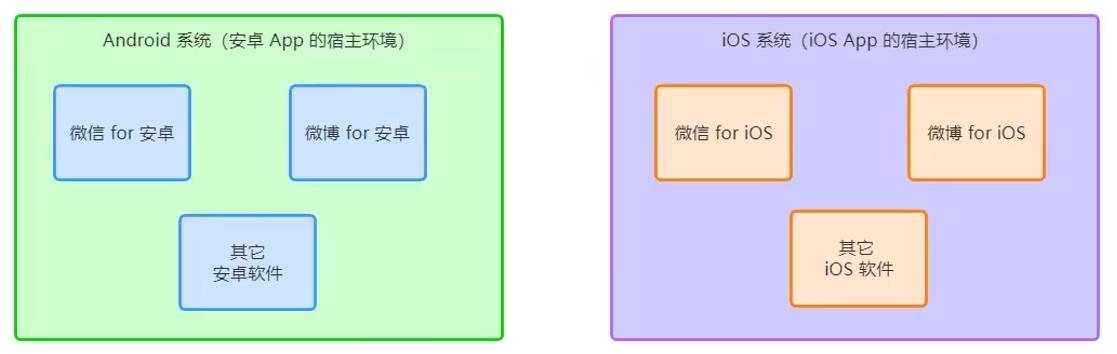 Android 系统（安卓 App 的宿主环境）
微信 for 安卓
微博 for 安卓
其它
安卓软件
iOS 系统（iOS App 的宿主环境）
微信 for iOS
微博 for iOS
其它
iOS 软件